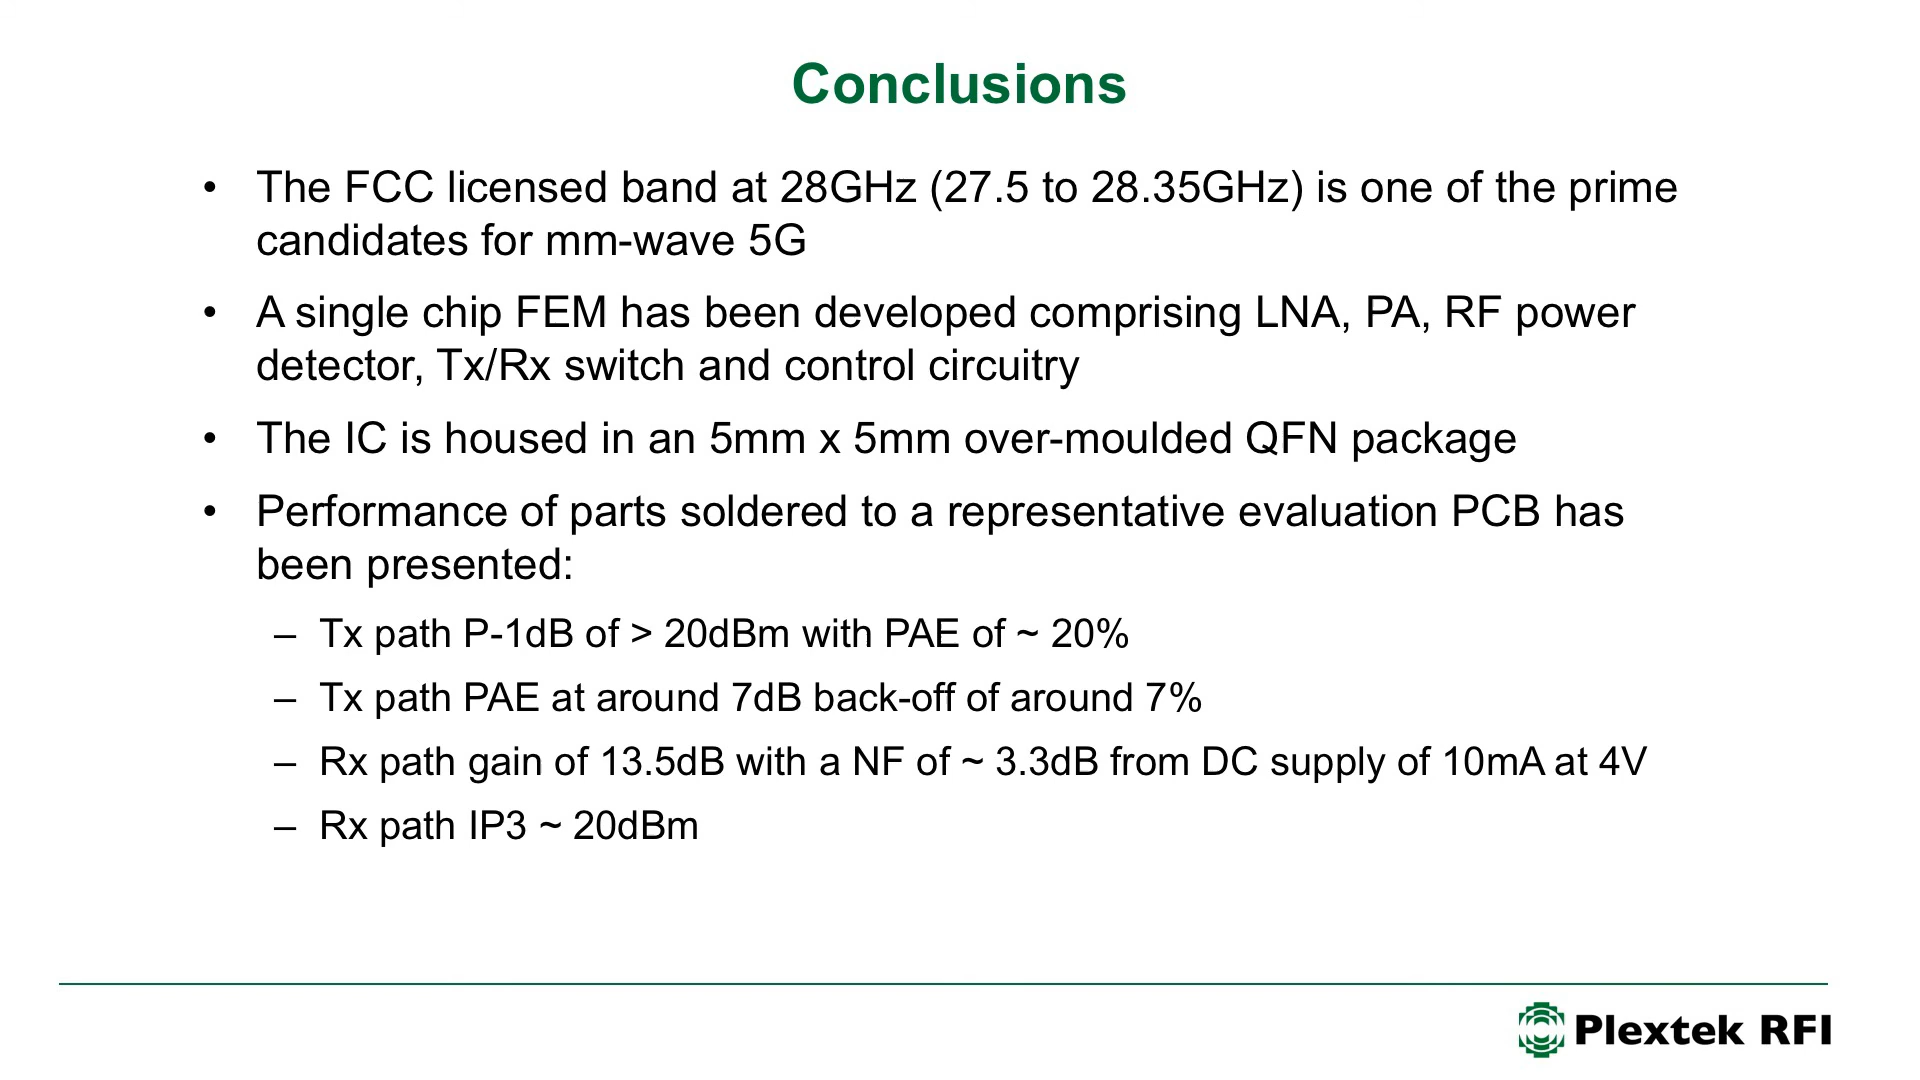 Conclusions
• The FCC licensed band at 28GHz (27.5 to 28.35GHz) is one of the prime
candidates for mm-wave 5G
• A single chip FEM has been developed comprising LNA, PA, RF power
detector, Tx/Rx switch and control circuitry
• The IC is housed in an 5mm x 5mm over-moulded QFN package
• Performance of parts soldered to a representative evaluation PCB has
been presented:
– Tx path P-1dB of > 20dBm with PAE of ~ 20%
– Tx path PAE at around 7dB back-off of around 7%
– Rx path gain of 13.5dB with a NF of ~ 3.3dB from DC supply of 10mA at 4V
– Rx path IP3 ~ 20dBm
Plextek RFI